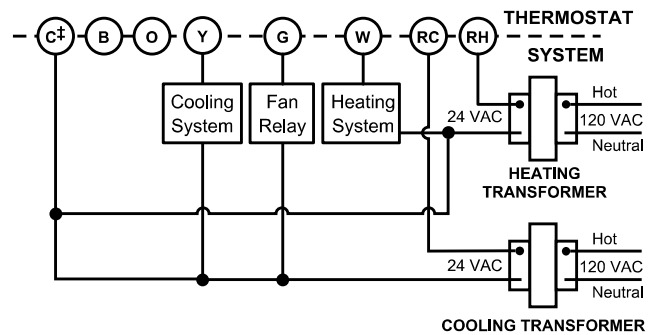 THERMOSTAT
C‡ B O Y G W RC RH
SYSTEM
Cooling
System
Fan
Relay
Heating
System
Hot
24 VAC
120 VAC
Neutral
HEATING
TRANSFORMER
Hot
24 VAC
120 VAC
Neutral
COOLING TRANSFORMER